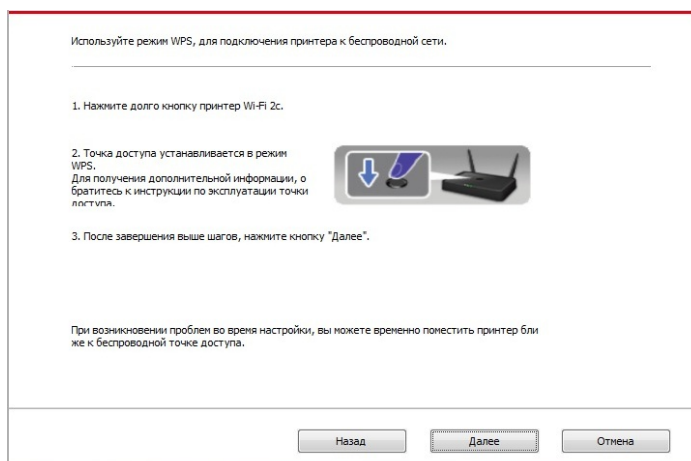 Используйте режим WPS, для подключения принтера к беспроводной сети.
1. Нажмите долго кнопку принтер Wi-Fi 2с.
2. Точка доступа устанавливается в режим
WPS.
Для получения дополнительной информации, о
братитесь к инструкции по эксплуатации точки
доступа.
3. После завершения выше шагов, нажмите кнопку "Далее".
При возникновении проблем во время настройки, вы можете временно поместить принтер бли
же к беспроводной точке доступа.
Назад
Далее
Отмена